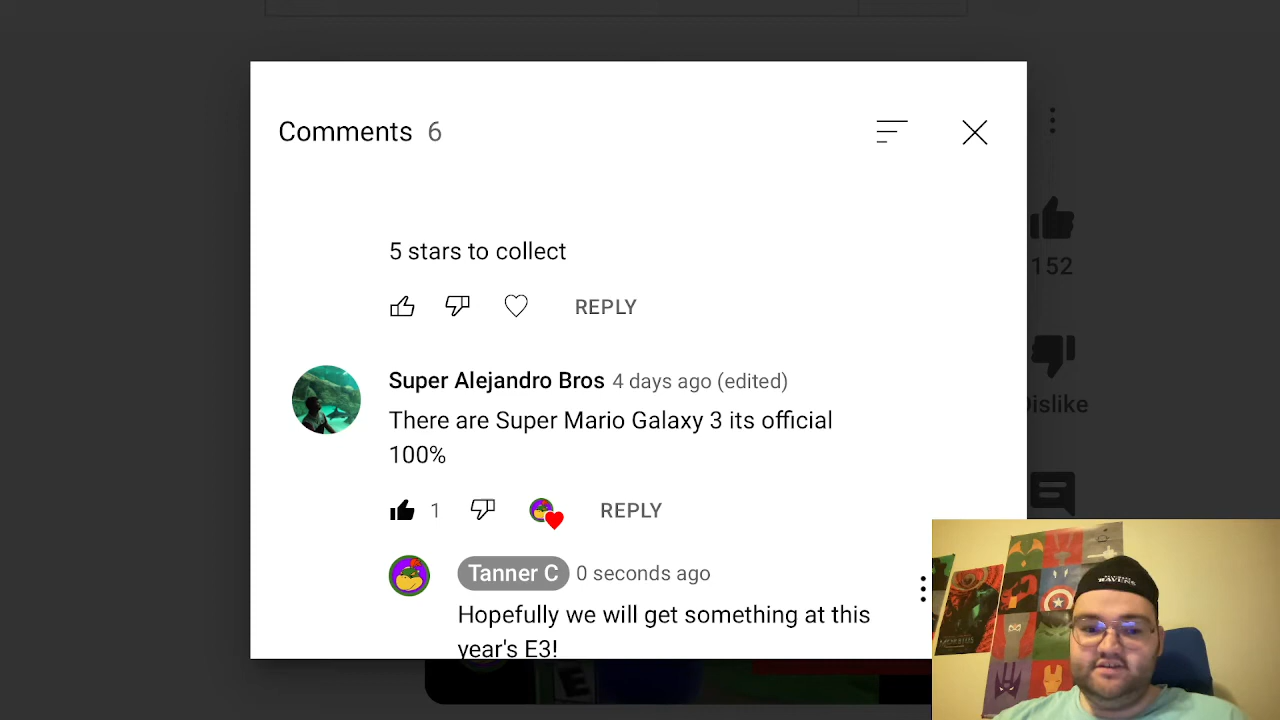 Comments 6
5 stars to collect
REPLY
152
Super Alejandro Bros 4 days ago (edited)
There are Super Mario Galaxy 3 its official
100%
Dislike
1 REPLY
Tanner C 0 seconds ago
Hopefully we will get something at this
year's E3!
RAVENS